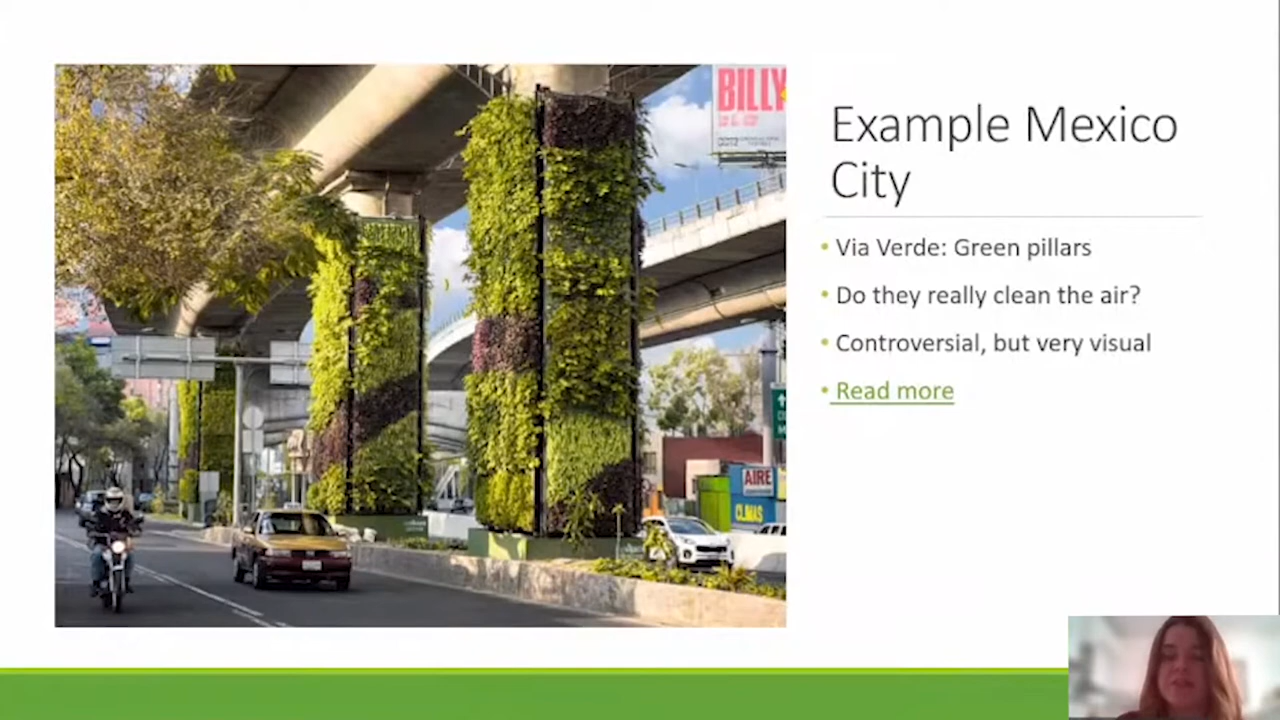 BILLY
Example Mexico
City
• Via Verde: Green pillars
• Do they really clean the air?
• Controversial, but very visual
• Read more
AIRE
CLIMAS